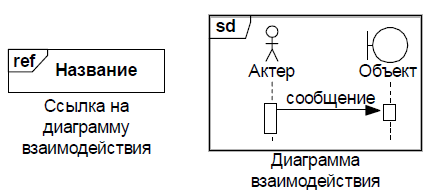 ref
Название
Ссылка на
диаграмму
взаимодействия
sd
Актер
Объект
сообщение
Диаграмма
взаимодействия